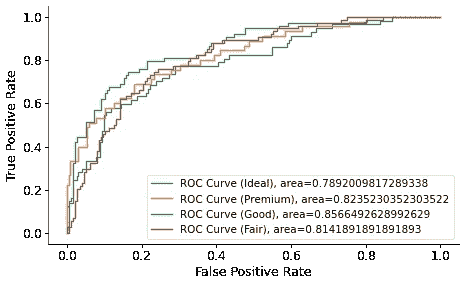 1.0
0.8
0.6
0.4
0.2
0.0
True Positive Rate
ROC Curve (Ideal), area=0.7892009817289338
ROC Curve (Premium), area=0.8235230352303522
ROC Curve (Good), area=0.8566492628992629
ROC Curve (Fair), area=0.8141891891891893
0.0 0.2 0.4 0.6 0.8 1.0
False Positive Rate